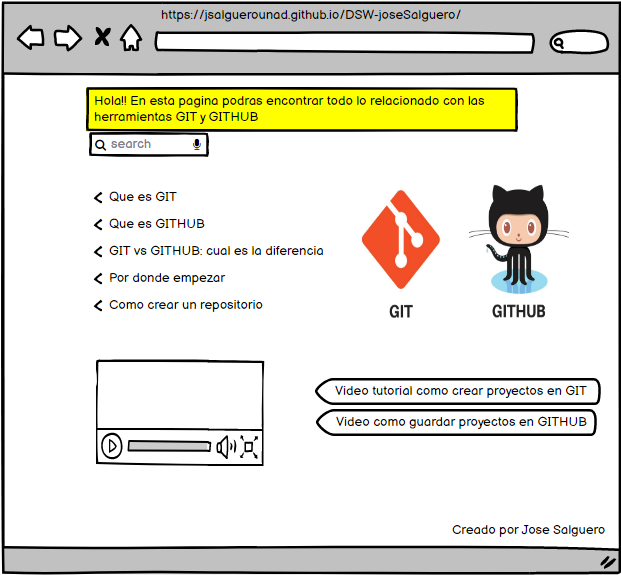 https://jsalguerounad.github.io/DSW-joseSalguero/
Hola!! En esta pagina podras encontrar todo lo relacionado con las
herramientas GIT y GITHUB
search
Que es GIT
Que es GITHUB
GIT vs GITHUB: cual es la diferencia
Por donde empezar
Como crear un repositorio
GIT
GITHUB
Video tutorial como crear proyectos en GIT
Video como guardar proyectos en GITHUB
Creado por Jose Salguero